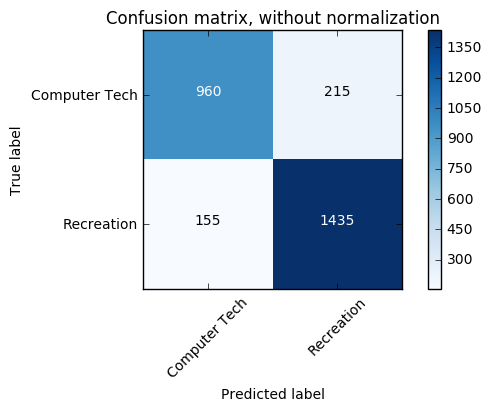 Confusion matrix, without normalization
True label
Computer Tech
Recreation
960
215
155
1435
Computer Tech
Recreation
Predicted label
1350
1200
1050
900
750
600
450
300